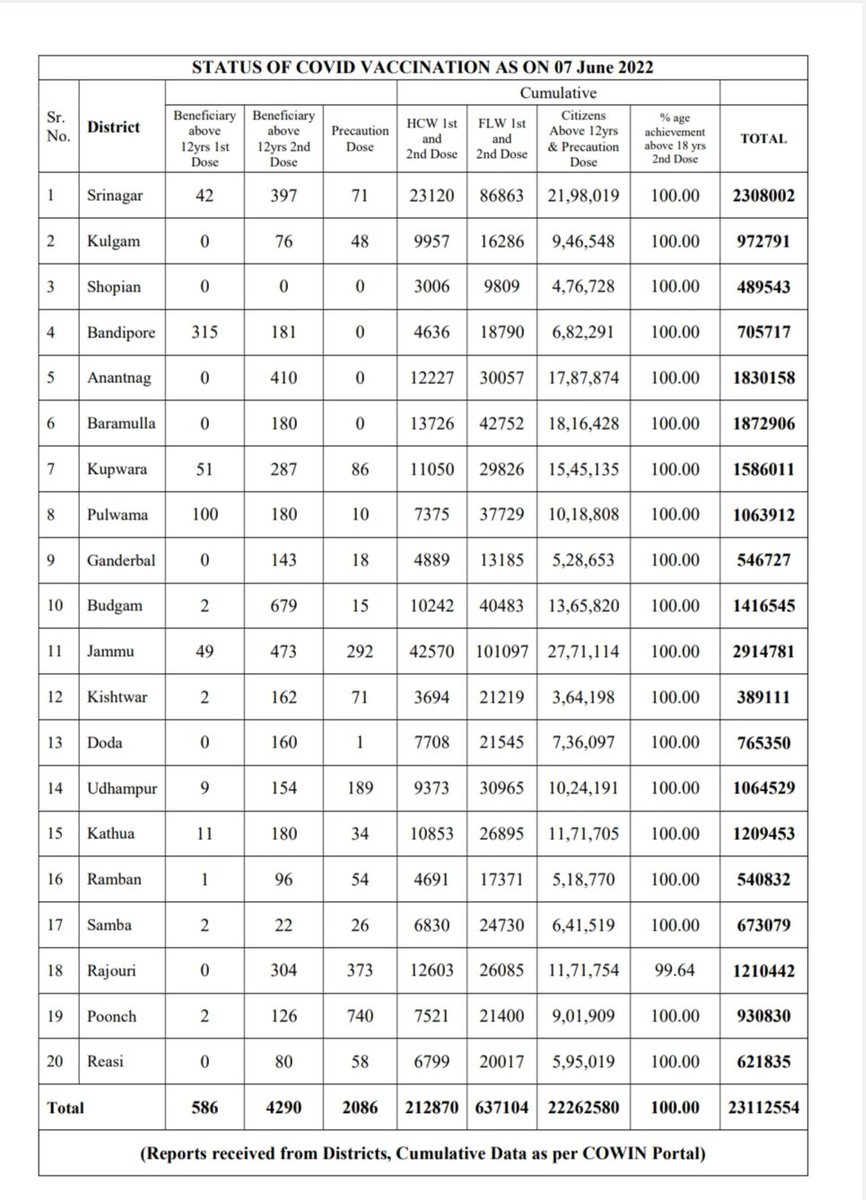 STATUS OF COVID VACCINATION AS ON 07 June 2022
Cumulative
Sr. No. District Beneficiary above 12yrs 1st Dose Beneficiary above 12yrs 2nd Dose Precaution Dose HCW 1st and 2nd Dose FLW 1st and 2nd Dose Citizens Above 12yrs & Precaution Dose % age achievement above 18 yrs 2nd Dose TOTAL
1 Srinagar 42 397 71 23120 86863 21,98,019 100.00 2308002
2 Kulgam 0 76 48 9957 16286 9,46,548 100.00 972791
3 Shopian 0 0 0 3006 9809 4,76,728 100.00 489543
4 Bandipore 315 181 0 4636 18790 6,82,291 100.00 705717
5 Anantnag 0 410 0 12227 30057 17,87,874 100.00 1830158
6 Baramulla 0 180 0 13726 42752 18,16,428 100.00 1872906
7 Kupwara 51 287 86 11050 29826 15,45,135 100.00 1586011
8 Pulwama 100 180 10 7375 37729 10,18,808 100.00 1063912
9 Ganderbal 0 143 18 4889 13185 5,28,653 100.00 546727
10 Budgam 2 679 15 10242 40483 13,65,820 100.00 1416545
11 Jammu 49 473 292 42570 101097 27,71,114 100.00 2914781
12 Kishtwar 2 162 71 3694 21219 3,64,198 100.00 389111
13 Doda 0 160 1 7708 21545 7,36,097 100.00 765350
14 Udhampur 9 154 189 9373 30965 10,24,191 100.00 1064529
15 Kathua 11 180 34 10853 26895 11,71,705 100.00 1209453
16 Ramban 1 96 54 4691 17371 5,18,770 100.00 540832
17 Samba 2 22 26 6830 24730 6,41,519 100.00 673079
18 Rajouri 0 304 373 12603 26085 11,71,754 99.64 1210442
19 Poonch 2 126 740 7521 21400 9,01,909 100.00 930830
20 Reasi 0 80 58 6799 20017 5,95,019 100.00 621835
Total 586 4290 2086 212870 637104 22262580 100.00 23112554
(Reports received from Districts, Cumulative Data as per COWIN Portal)